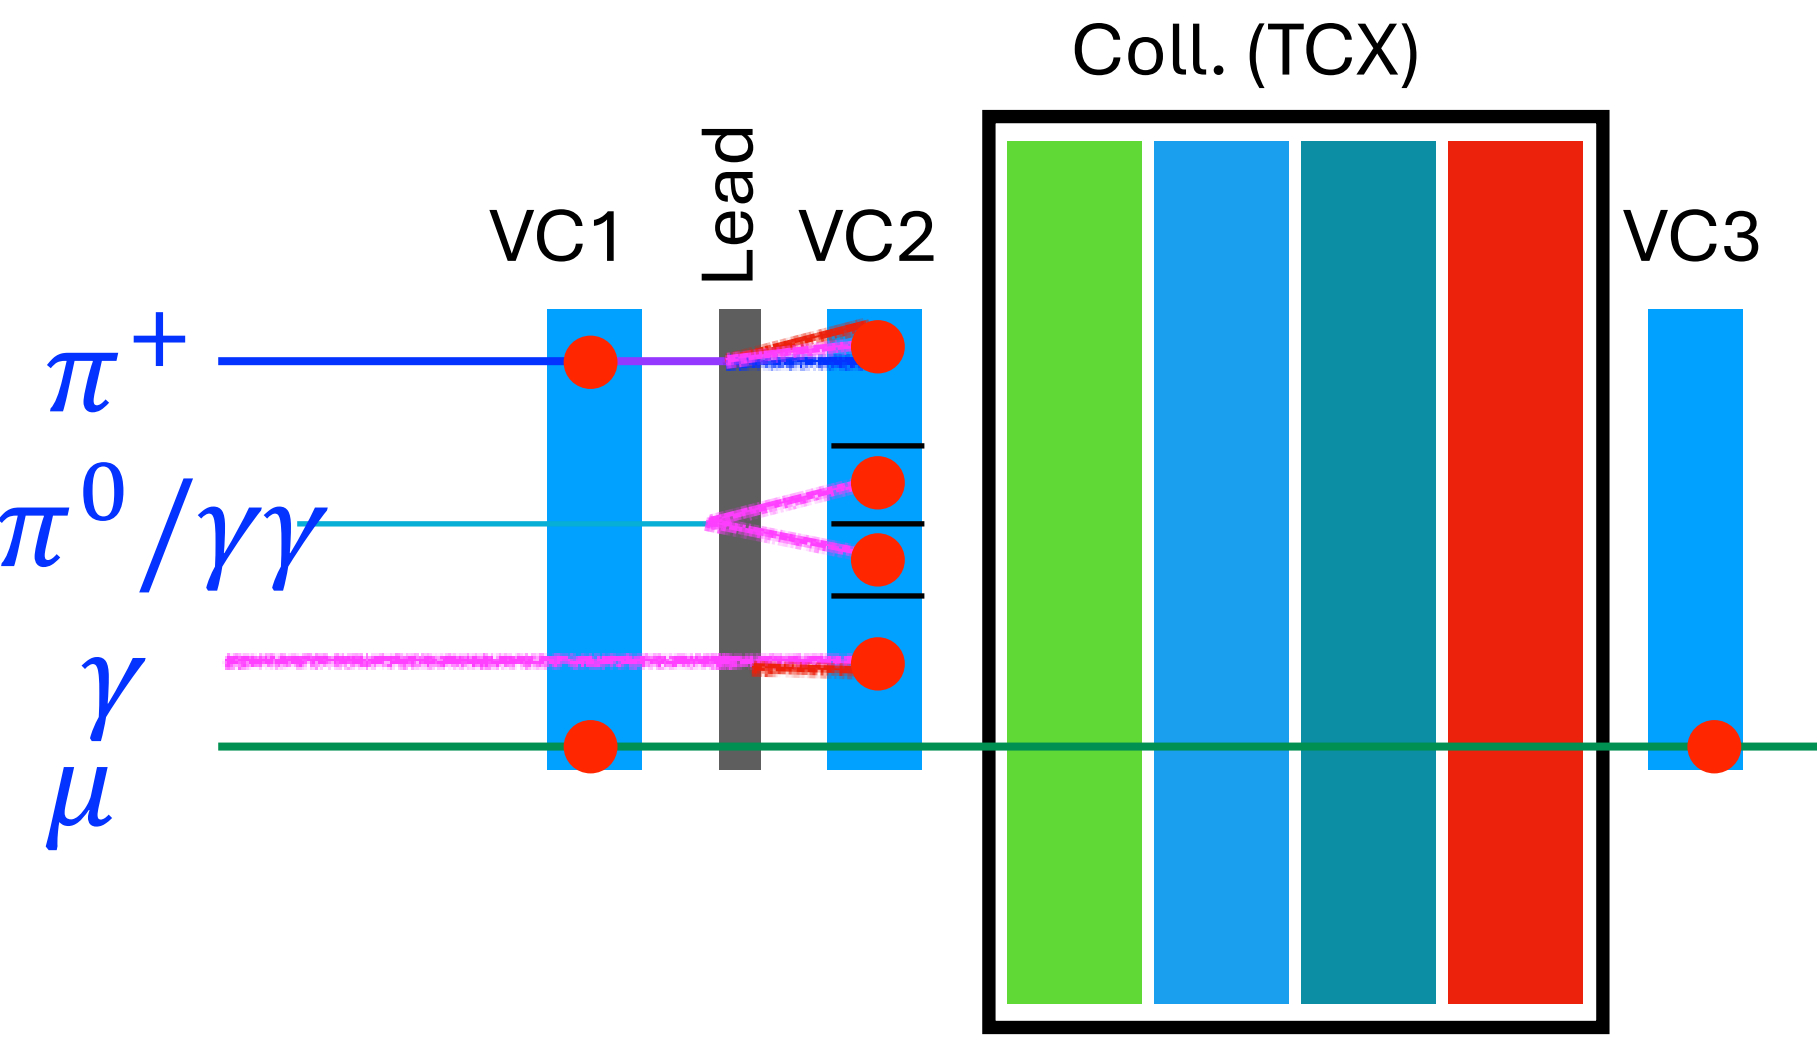 Coll. (TCX)
Lead
VC1
VC2
VC3
π⁺
π⁰/γγ
γ
μ